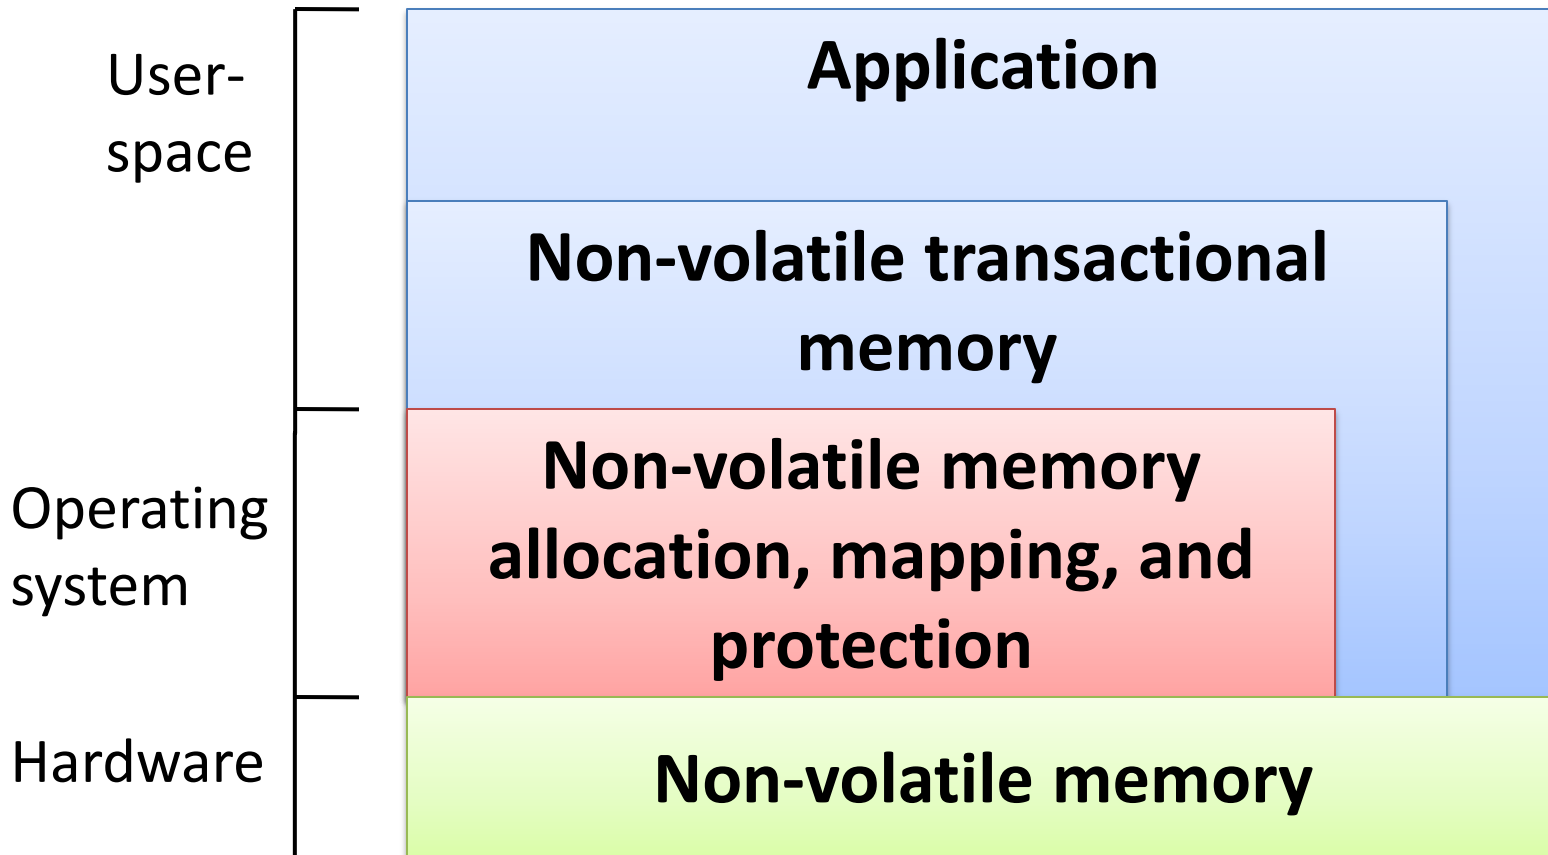 User-
space
Application
Non-volatile transactional
memory
Operating
system
Non-volatile memory
allocation, mapping, and
protection
Hardware
Non-volatile memory